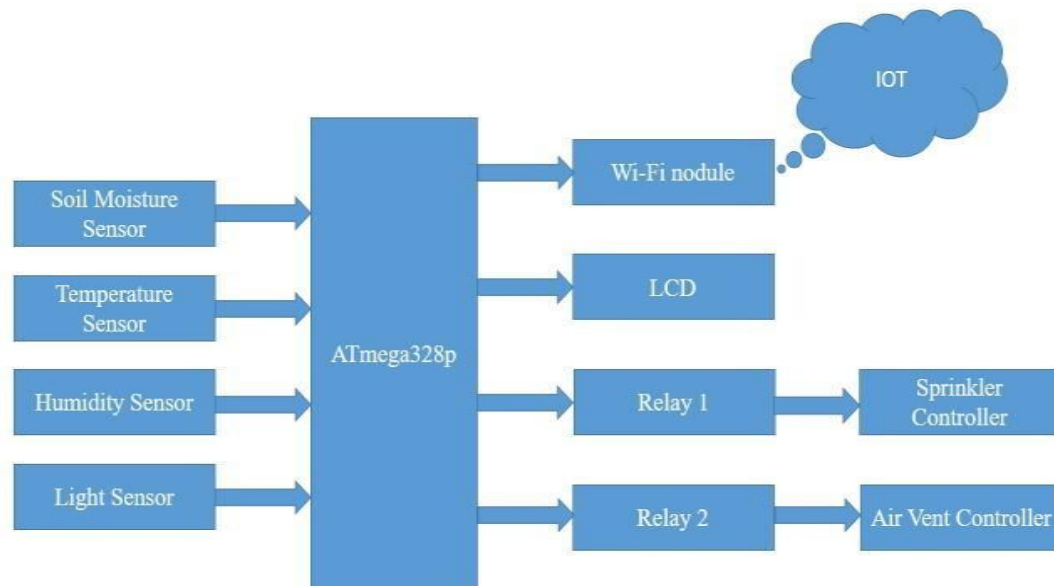 IOT
Wi-Fi nodule
Soil Moisture
Sensor
Temperature
Sensor
LCD
ATmega328p
Humidity Sensor
Relay 1
Sprinkler
Controller
Light Sensor
Relay 2
Air Vent Controller